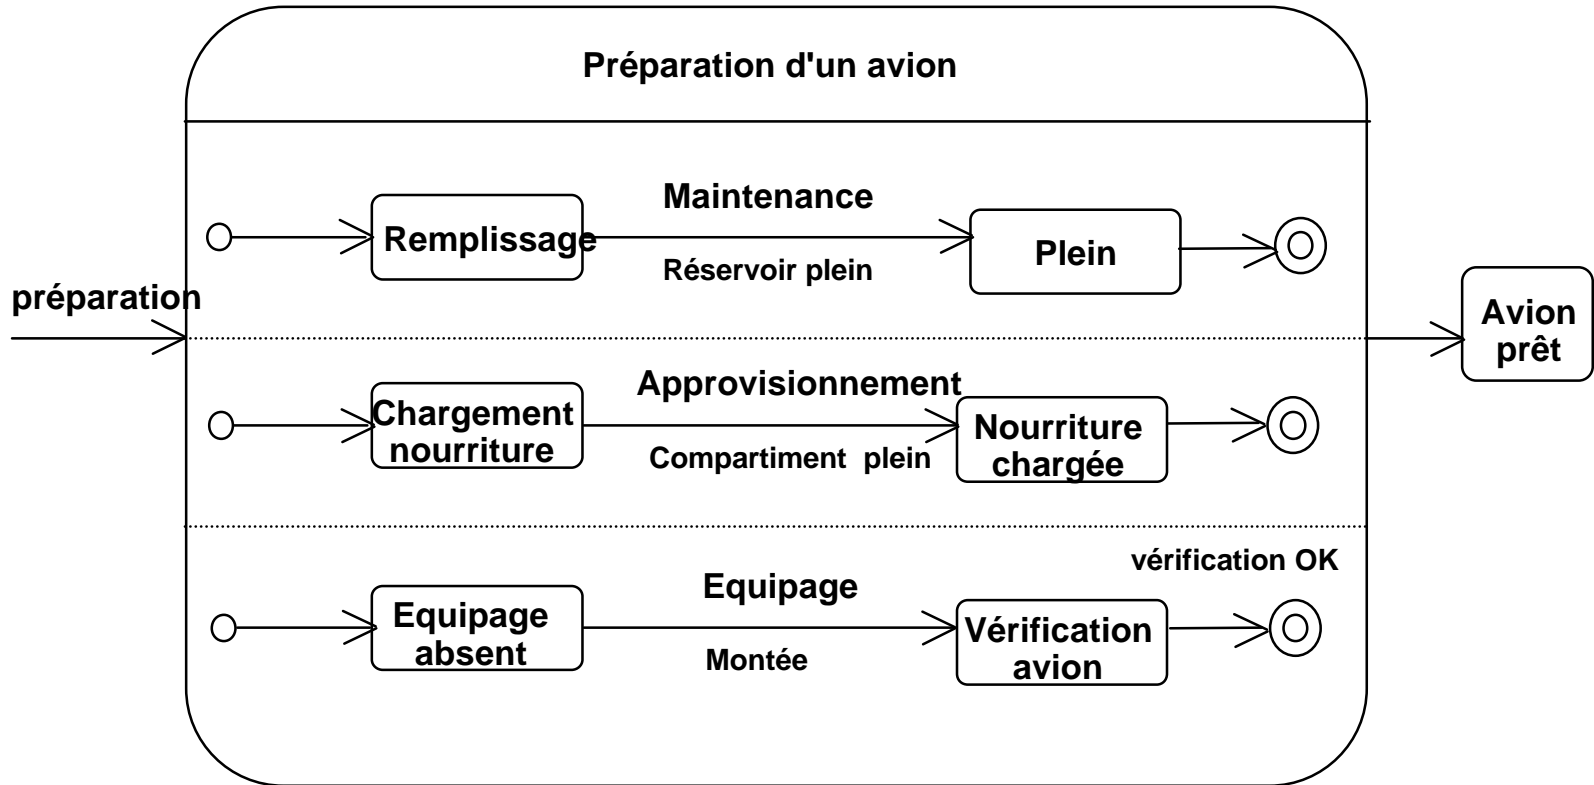 Préparation d'un avion
Maintenance
Remplissage
Réservoir plein
Plein
préparation
Avion
prêt
Approvisionnement
Chargement
nourriture
Compartiment plein
Nourriture
chargée
vérification OK
Equipage
Equipage
absent
Montée
Vérification
avion